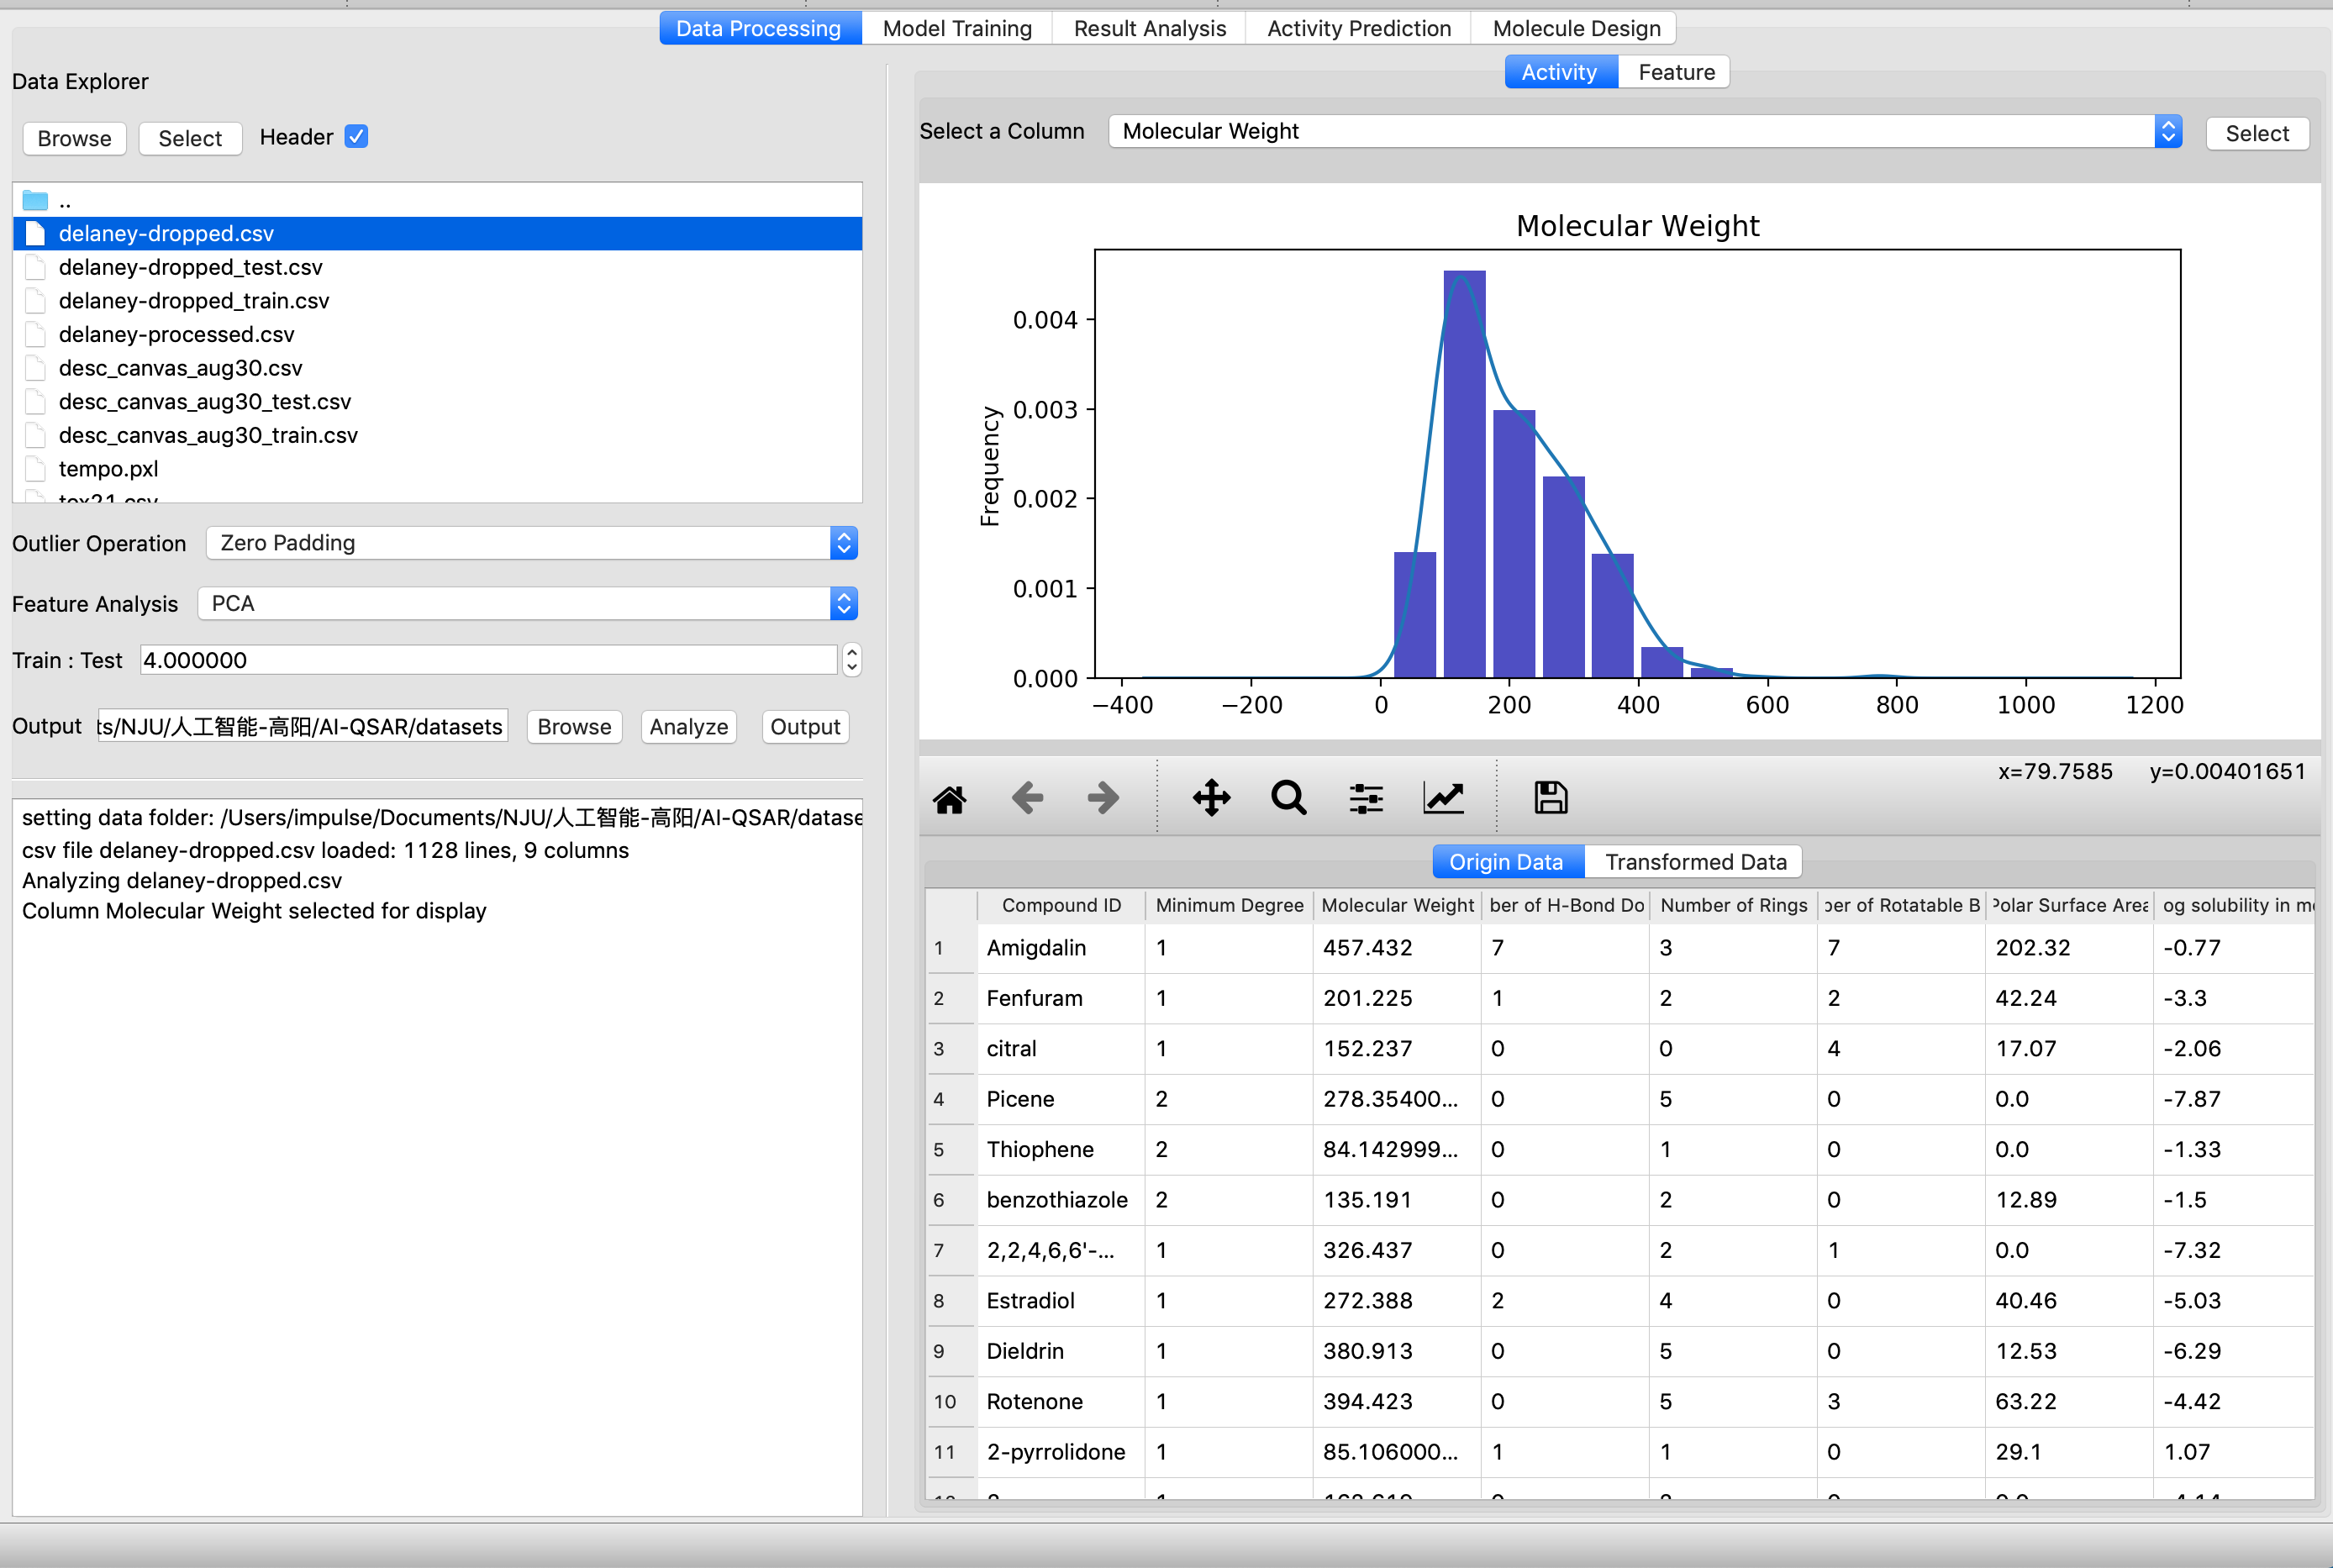 Data Processing Model Training Result Analysis Activity Prediction Molecule Design
Data Explorer
Browse Select Header
..
delaney-dropped.csv
delaney-dropped_test.csv
delaney-dropped_train.csv
delaney-processed.csv
desc_canvas_aug30.csv
desc_canvas_aug30_test.csv
desc_canvas_aug30_train.csv
tempo.pxl
tox21.csv
Outlier Operation Zero Padding
Feature Analysis PCA
Train : Test 4.000000
Output ts/NJU/人工智能-高阳/AI-QSAR/datasets Browse Analyze Output
setting data folder: /Users/impulse/Documents/NJU/人工智能-高阳/AI-QSAR/datase
csv file delaney-dropped.csv loaded: 1128 lines, 9 columns
Analyzing delaney-dropped.csv
Column Molecular Weight selected for display
Activity Feature
Select a Column Molecular Weight Select
Molecular Weight
Frequency
0.004
0.003
0.002
0.001
0.000
−400 −200 0 200 400 600 800 1000 1200
x=79.7585 y=0.00401651
Origin Data Transformed Data
Compound ID Minimum Degree Molecular Weight ber of H-Bond Do Number of Rings ber of Rotatable B Polar Surface Area og solubility in m
1 Amigdalin 1 457.432 7 3 7 202.32 -0.77
2 Fenfuram 1 201.225 1 2 2 42.24 -3.3
3 citral 1 152.237 0 0 4 17.07 -2.06
4 Picene 2 278.35400... 0 5 0 0.0 -7.87
5 Thiophene 2 84.142999... 0 1 0 0.0 -1.33
6 benzothiazole 2 135.191 0 2 0 12.89 -1.5
7 2,2,4,6,6'-... 1 326.437 0 2 1 0.0 -7.32
8 Estradiol 1 272.388 2 4 0 40.46 -5.03
9 Dieldrin 1 380.913 0 5 0 12.53 -6.29
10 Rotenone 1 394.423 0 5 3 63.22 -4.42
11 2-pyrrolidone 1 85.106000... 1 1 0 29.1 1.07